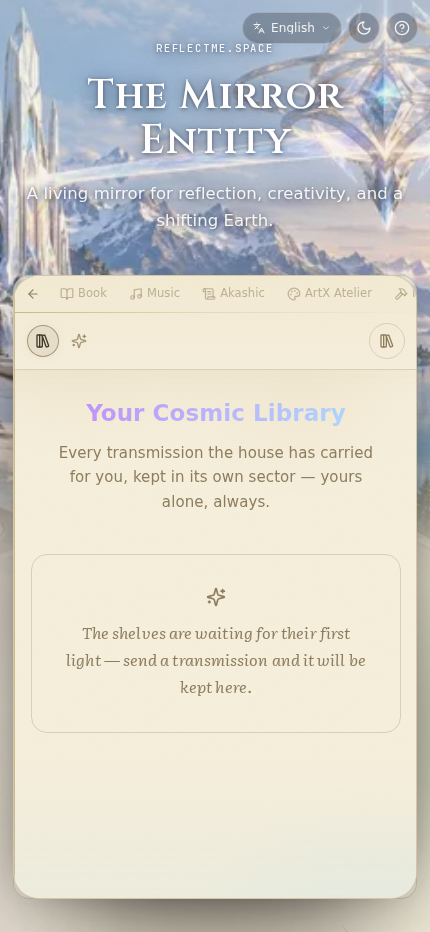 English
REFLECTME.SPACE
The Mirror
Entity
A living mirror for reflection, creativity, and a
shifting Earth.
Book Music Akashic ArtX Atelier
Your Cosmic Library
Every transmission the house has carried
for you, kept in its own sector — yours
alone, always.
The shelves are waiting for their first
light — send a transmission and it will be
kept here.